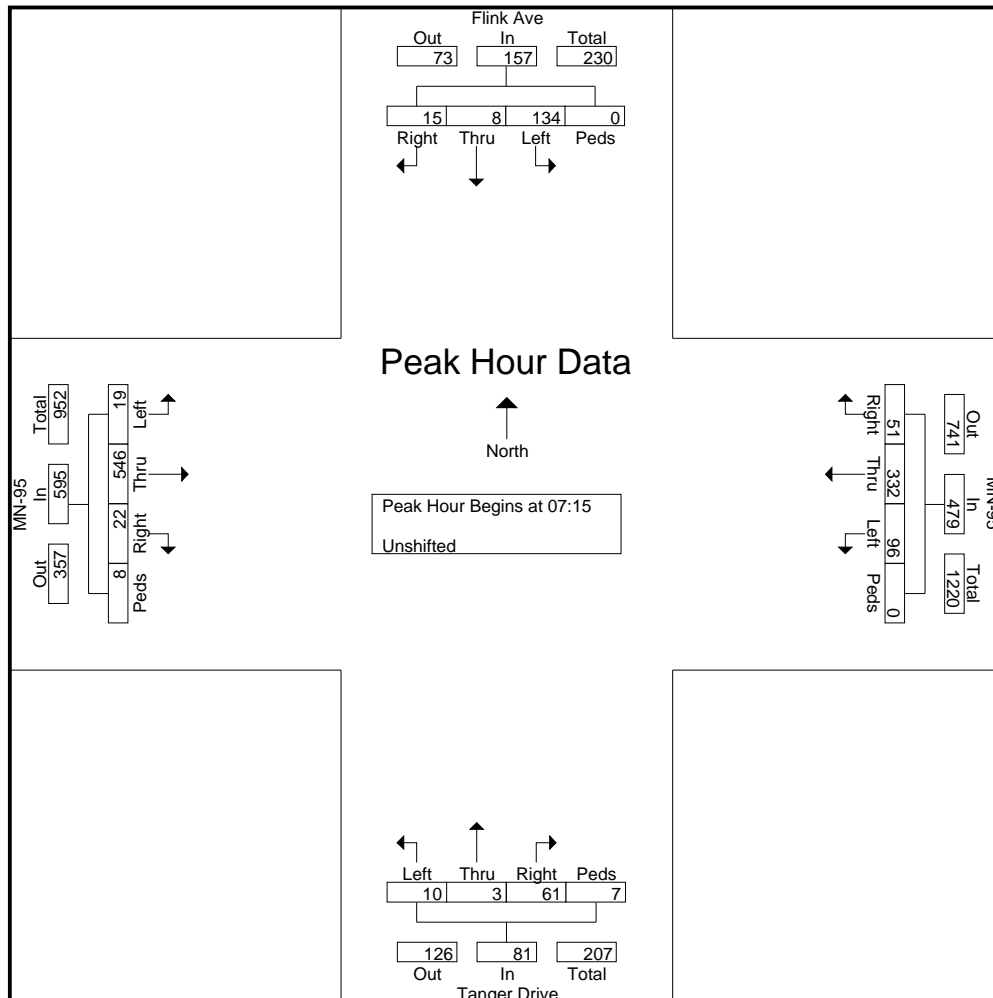 Flink Ave
Out In Total
73 157 230
15 8 134 0
Right Thru Left Peds
Peak Hour Data
North
Peak Hour Begins at 07:15
Unshifted
MN-95
Total In Out
952 595 357
19 546 22 8
Left Thru Right Peds
Out In Total
741 479 1220
51 332 96 0
Right Thru Left Peds
Left Thru Right Peds
10 3 61 7
126 81 207
Out In Total
Tanger Drive